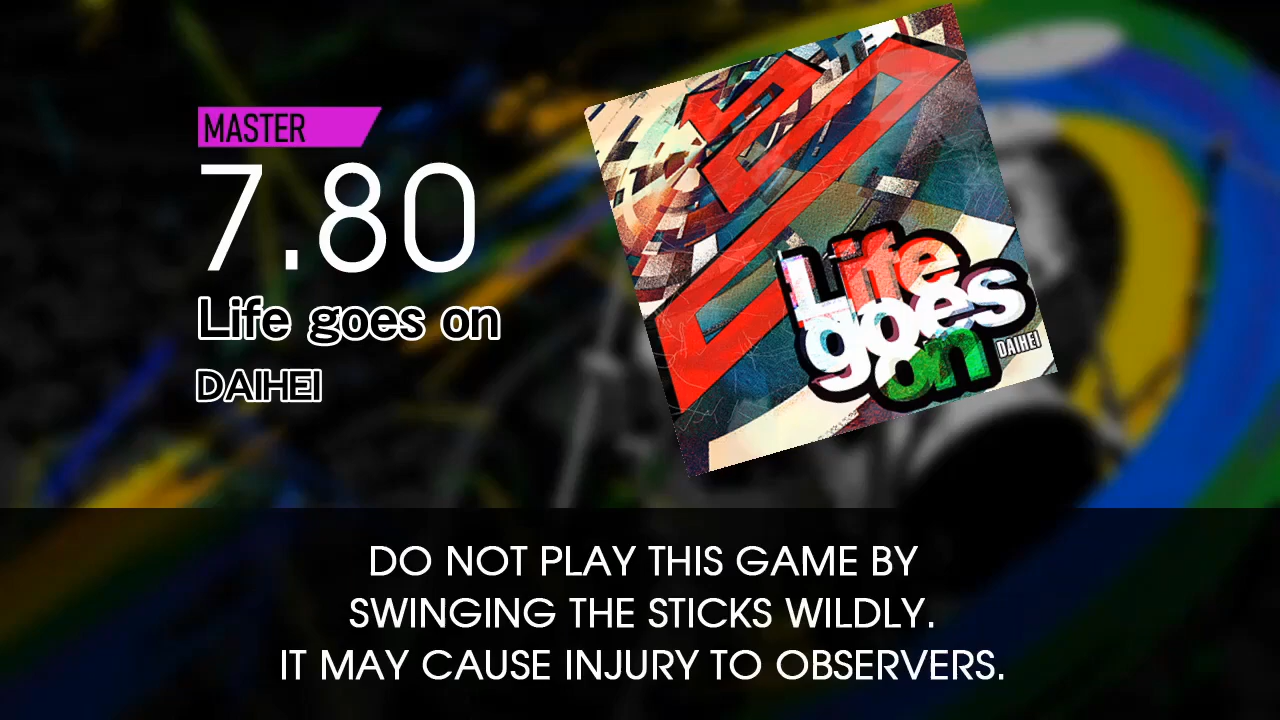 MASTER
7.80
Life goes on
DAIHEI
Life
goes
on
DAIHEI
DO NOT PLAY THIS GAME BY
SWINGING THE STICKS WILDLY.
IT MAY CAUSE INJURY TO OBSERVERS.